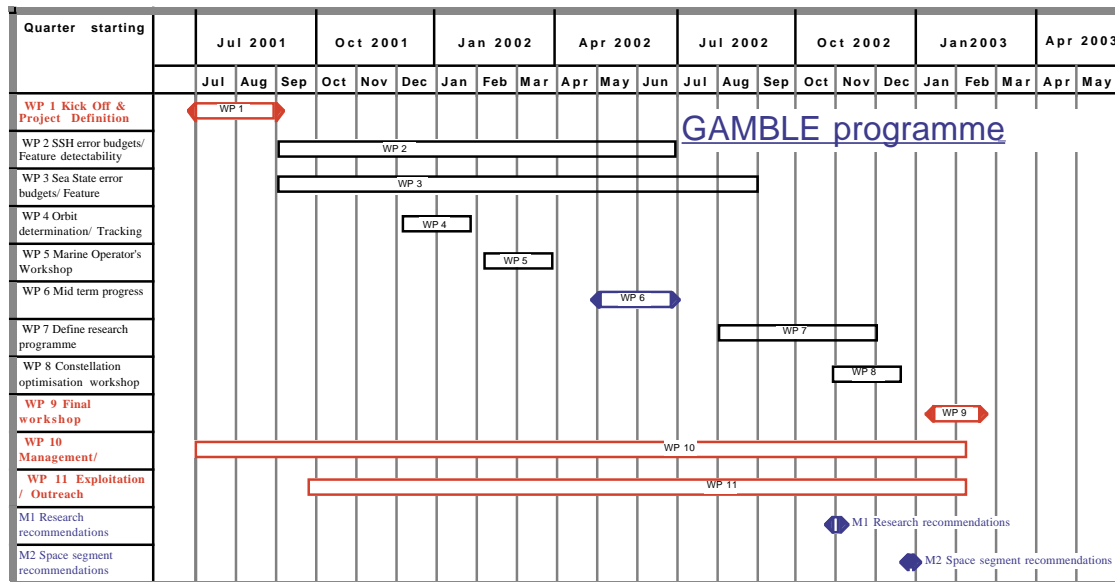 Quarter starting
Jul 2001 Oct 2001 Jan 2002 Apr 2002 Jul 2002 Oct 2002 Jan2003 Apr 2003
Jul Aug Sep Oct Nov Dec Jan Feb Mar Apr May Jun Jul Aug Sep Oct Nov Dec Jan Feb Mar Apr May
WP 1 Kick Off &
Project Definition
WP 1
GAMBLE programme
WP 2 SSH error budgets/
Feature detectability
WP 2
WP 3 Sea State error
budgets/ Feature
WP 3
WP 4 Orbit
determination/ Tracking
WP 4
WP 5 Marine Operator's
Workshop
WP 5
WP 6 Mid term progress
WP 6
WP 7 Define research
programme
WP 7
WP 8 Constellation
optimisation workshop
WP 8
WP 9 Final
workshop
WP 9
WP 10
Management/
WP 10
WP 11 Exploitation
/ Outreach
WP 11
M1 Research
recommendations
M1 Research recommendations
M2 Space segment
recommendations
M2 Space segment recommendations